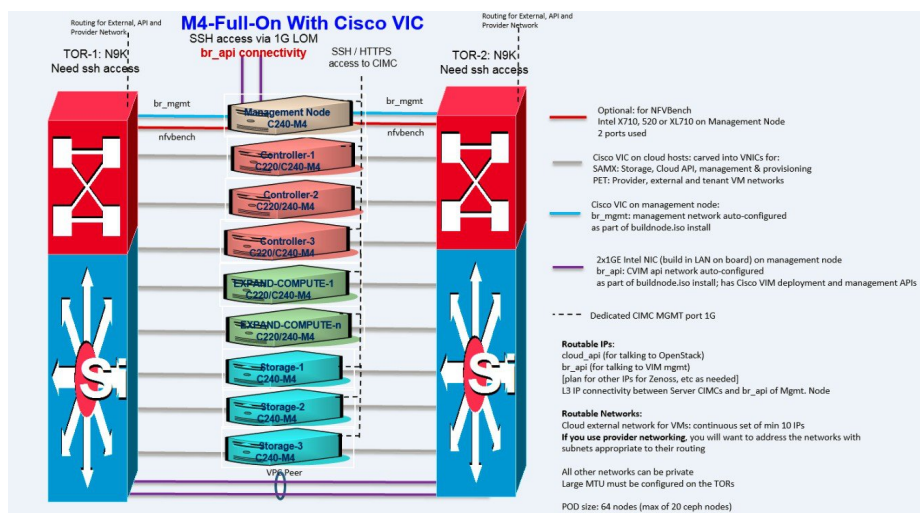 Routing for External, API and
Provider Network
M4-Full-On With Cisco VIC
Routing for External, API and
Provider Network
SSH access via 1G LOM
br_api connectivity
SSH / HTTPS
access to CIMC
TOR-1: N9K
Need ssh access
TOR-2: N9K
Need ssh access
br_mgmt
br_mgmt
nfvbench
nfvbench
Management Node
C240-M4
Controller-1
C220/C240-M4
Controller-2
C220/240-M4
Controller-3
C220/C240-M4
EXPAND-COMPUTE-1
C220/C240-M4
EXPAND-COMPUTE-n
C220/240-M4
Storage-1
C240-M4
Storage-2
C240-M4
Storage-3
C240-M4
VPC Peer
Si
Si
Optional: for NFVBench
Intel X710, 520 or XL710 on Management Node
2 ports used
Cisco VIC on cloud hosts: carved into VNICs for:
SAMX: Storage, Cloud API, management & provisioning
PET: Provider, external and tenant VM networks
Cisco VIC on management node:
br_mgmt: management network auto-configured
as part of buildnode.iso install
2x1GE Intel NIC (build in LAN on board) on management node
br_api: CVIM api network auto-configured
as part of buildnode.iso install; has Cisco VIM deployment and management APIs
Dedicated CIMC MGMT port 1G
Routable IPs:
cloud_api (for talking to OpenStack)
br_api (for talking to VIM mgmt)
[plan for other IPs for Zenoss, etc as needed]
L3 IP connectivity between Server CIMCs and br_api of Mgmt. Node
Routable Networks:
Cloud external network for VMs: continuous set of min 10 IPs
If you use provider networking, you will want to address the networks with
subnets appropriate to their routing
All other networks can be private
Large MTU must be configured on the TORs
POD size: 64 nodes (max of 20 ceph nodes)